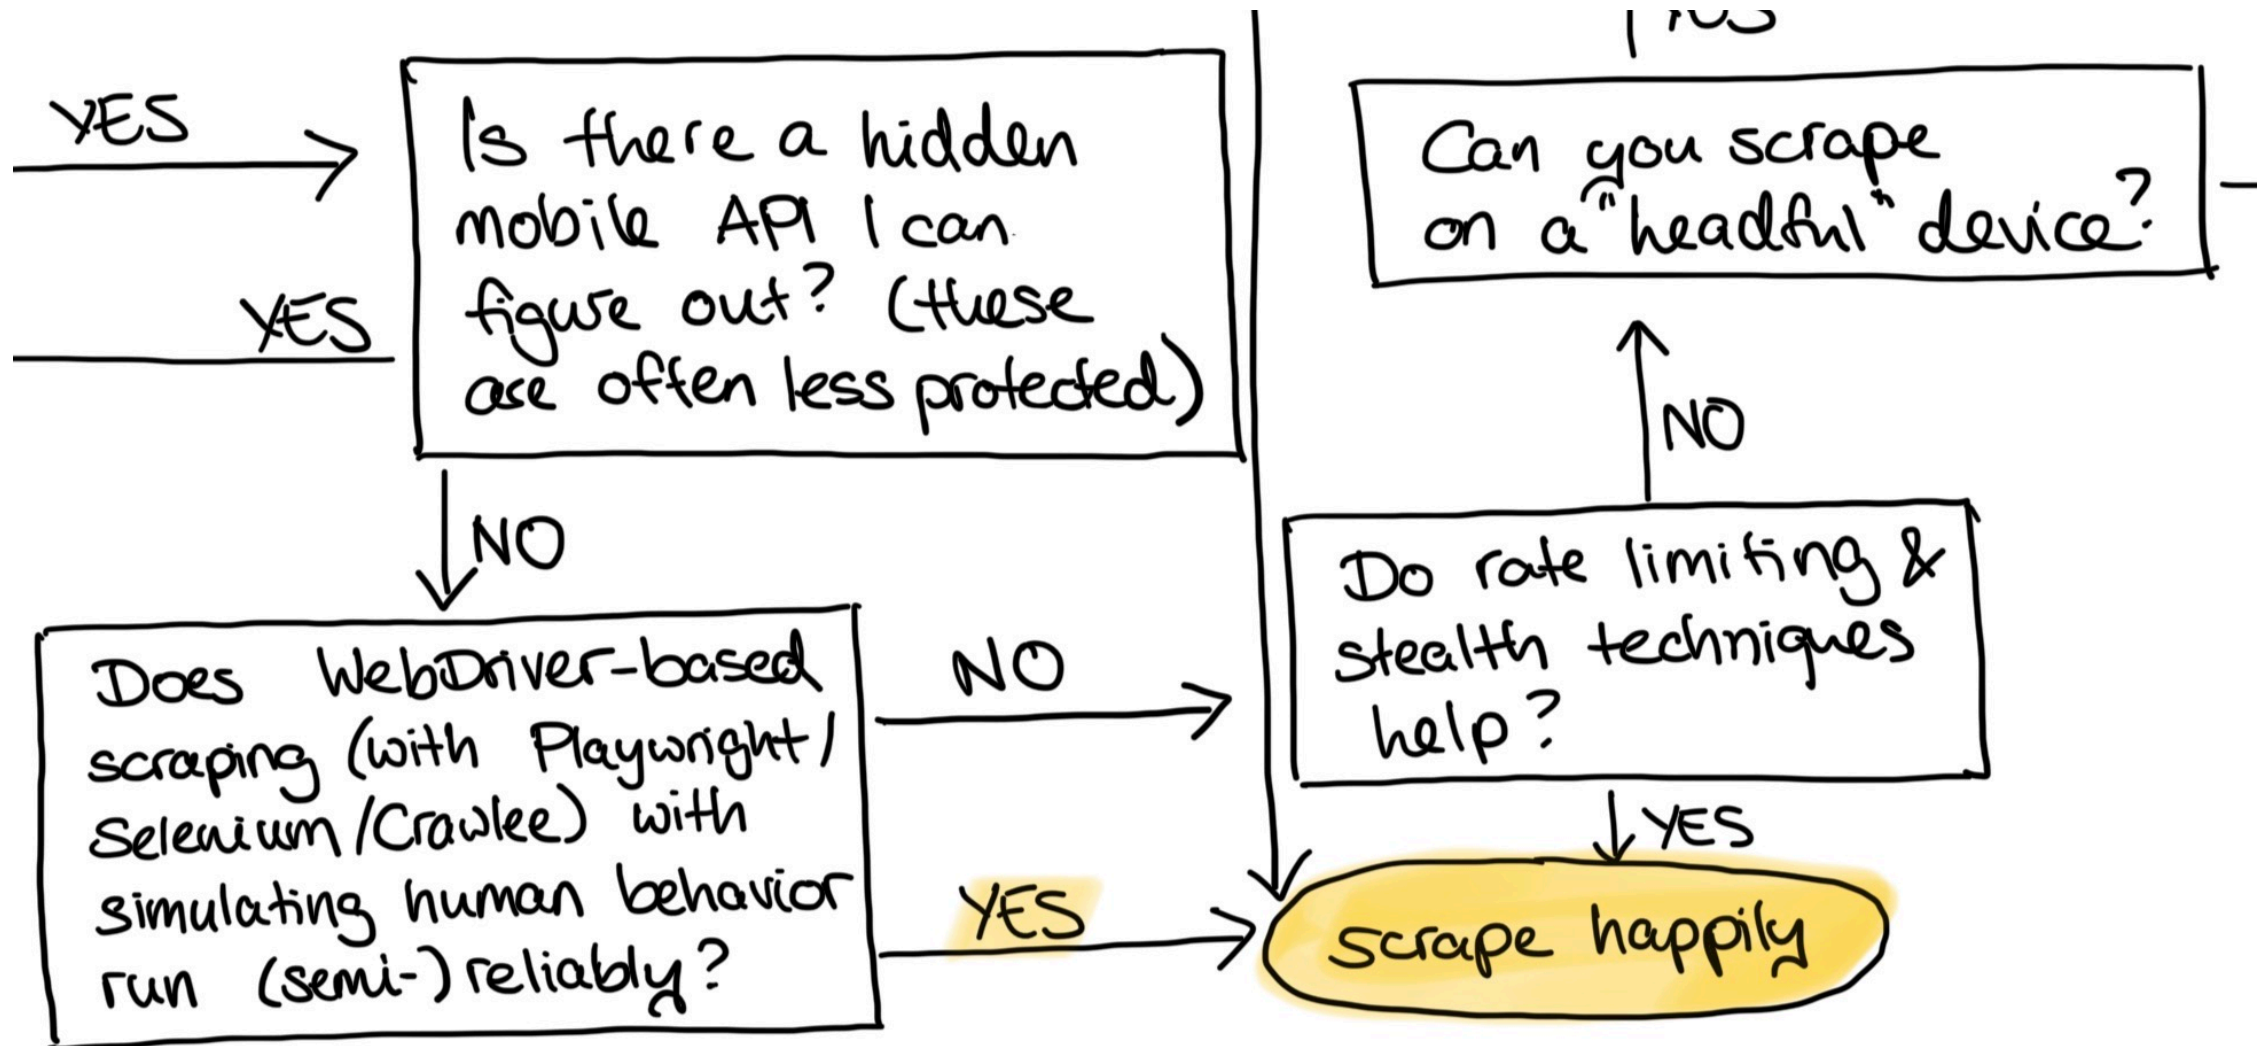 YES
Is there a hidden
mobile API I can
figure out? (these
are often less protected)
YES
NO
Does WebDriver-based
scraping (with Playwright/
Selenium/Crawlee) with
simulating human behavior
run (semi-)reliably?
NO
YES
Can you scrape
on a "headful" device?
NO
Do rate limiting &
stealth techniques
help?
YES
scrape happily